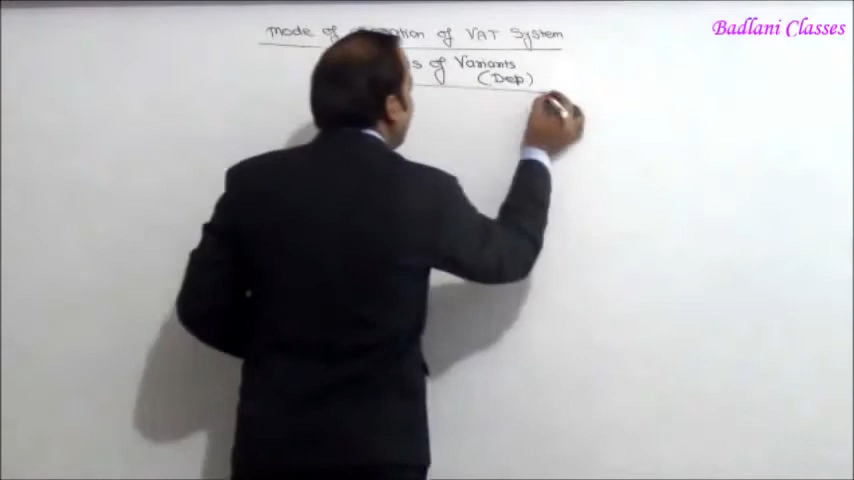 Badlani Classes
Mode of of VAT System
of Variants
(Dep)